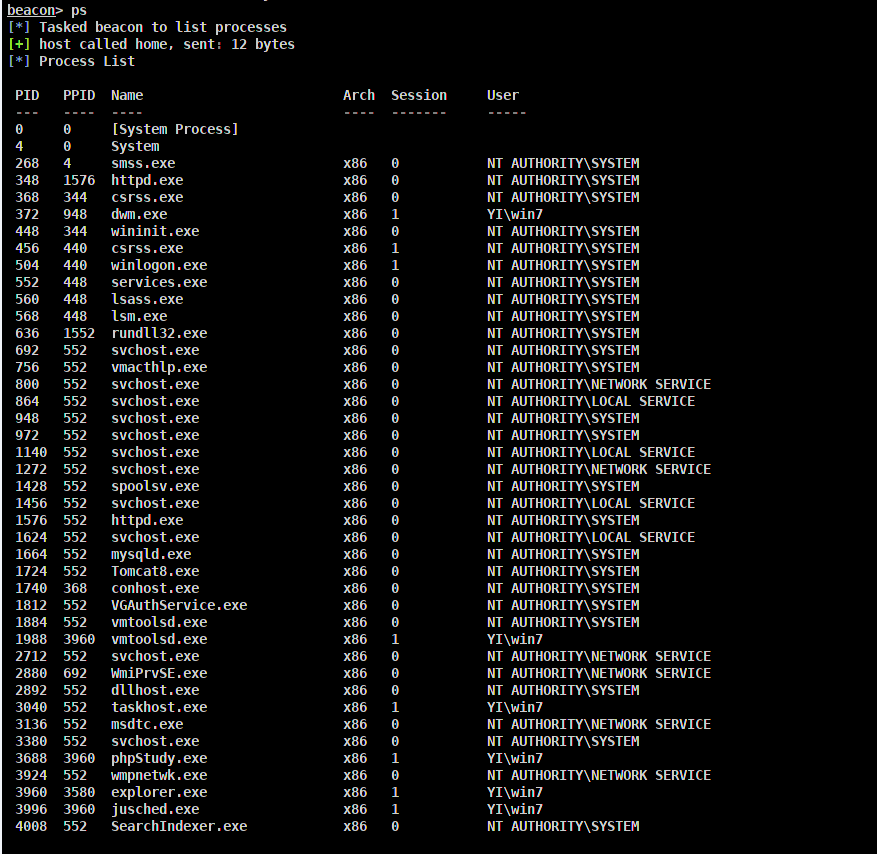 beacon> ps
[*] Tasked beacon to list processes
[+] host called home, sent: 12 bytes
[*] Process List
PID PPID Name Arch Session User
--- ---- ---- ---- ------- -----
0 0 [System Process]
4 0 System
268 4 smss.exe x86 0 NT AUTHORITY\SYSTEM
348 1576 httpd.exe x86 0 NT AUTHORITY\SYSTEM
368 344 csrss.exe x86 0 NT AUTHORITY\SYSTEM
372 948 dwm.exe x86 1 YI\win7
448 344 wininit.exe x86 0 NT AUTHORITY\SYSTEM
456 440 csrss.exe x86 1 NT AUTHORITY\SYSTEM
504 440 winlogon.exe x86 1 NT AUTHORITY\SYSTEM
552 448 services.exe x86 0 NT AUTHORITY\SYSTEM
560 448 lsass.exe x86 0 NT AUTHORITY\SYSTEM
568 448 lsm.exe x86 0 NT AUTHORITY\SYSTEM
636 1552 rundll32.exe x86 0 NT AUTHORITY\SYSTEM
692 552 svchost.exe x86 0 NT AUTHORITY\SYSTEM
756 552 vmacthlp.exe x86 0 NT AUTHORITY\SYSTEM
800 552 svchost.exe x86 0 NT AUTHORITY\NETWORK SERVICE
864 552 svchost.exe x86 0 NT AUTHORITY\LOCAL SERVICE
948 552 svchost.exe x86 0 NT AUTHORITY\SYSTEM
972 552 svchost.exe x86 0 NT AUTHORITY\SYSTEM
1140 552 svchost.exe x86 0 NT AUTHORITY\LOCAL SERVICE
1272 552 svchost.exe x86 0 NT AUTHORITY\NETWORK SERVICE
1428 552 spoolsv.exe x86 0 NT AUTHORITY\SYSTEM
1456 552 svchost.exe x86 0 NT AUTHORITY\LOCAL SERVICE
1576 552 httpd.exe x86 0 NT AUTHORITY\SYSTEM
1624 552 svchost.exe x86 0 NT AUTHORITY\LOCAL SERVICE
1664 552 mysqld.exe x86 0 NT AUTHORITY\SYSTEM
1724 552 Tomcat8.exe x86 0 NT AUTHORITY\SYSTEM
1740 368 conhost.exe x86 0 NT AUTHORITY\SYSTEM
1812 552 VGAuthService.exe x86 0 NT AUTHORITY\SYSTEM
1884 552 vmtoolsd.exe x86 0 NT AUTHORITY\SYSTEM
1988 3960 vmtoolsd.exe x86 1 YI\win7
2712 552 svchost.exe x86 0 NT AUTHORITY\NETWORK SERVICE
2880 692 WmiPrvSE.exe x86 0 NT AUTHORITY\NETWORK SERVICE
2892 552 dllhost.exe x86 0 NT AUTHORITY\SYSTEM
3040 552 taskhost.exe x86 1 YI\win7
3136 552 msdtc.exe x86 0 NT AUTHORITY\NETWORK SERVICE
3380 552 svchost.exe x86 0 NT AUTHORITY\SYSTEM
3688 3960 phpStudy.exe x86 1 YI\win7
3924 552 wmpnetwk.exe x86 0 NT AUTHORITY\NETWORK SERVICE
3960 3580 explorer.exe x86 1 YI\win7
3996 3960 jusched.exe x86 1 YI\win7
4008 552 SearchIndexer.exe x86 0 NT AUTHORITY\SYSTEM